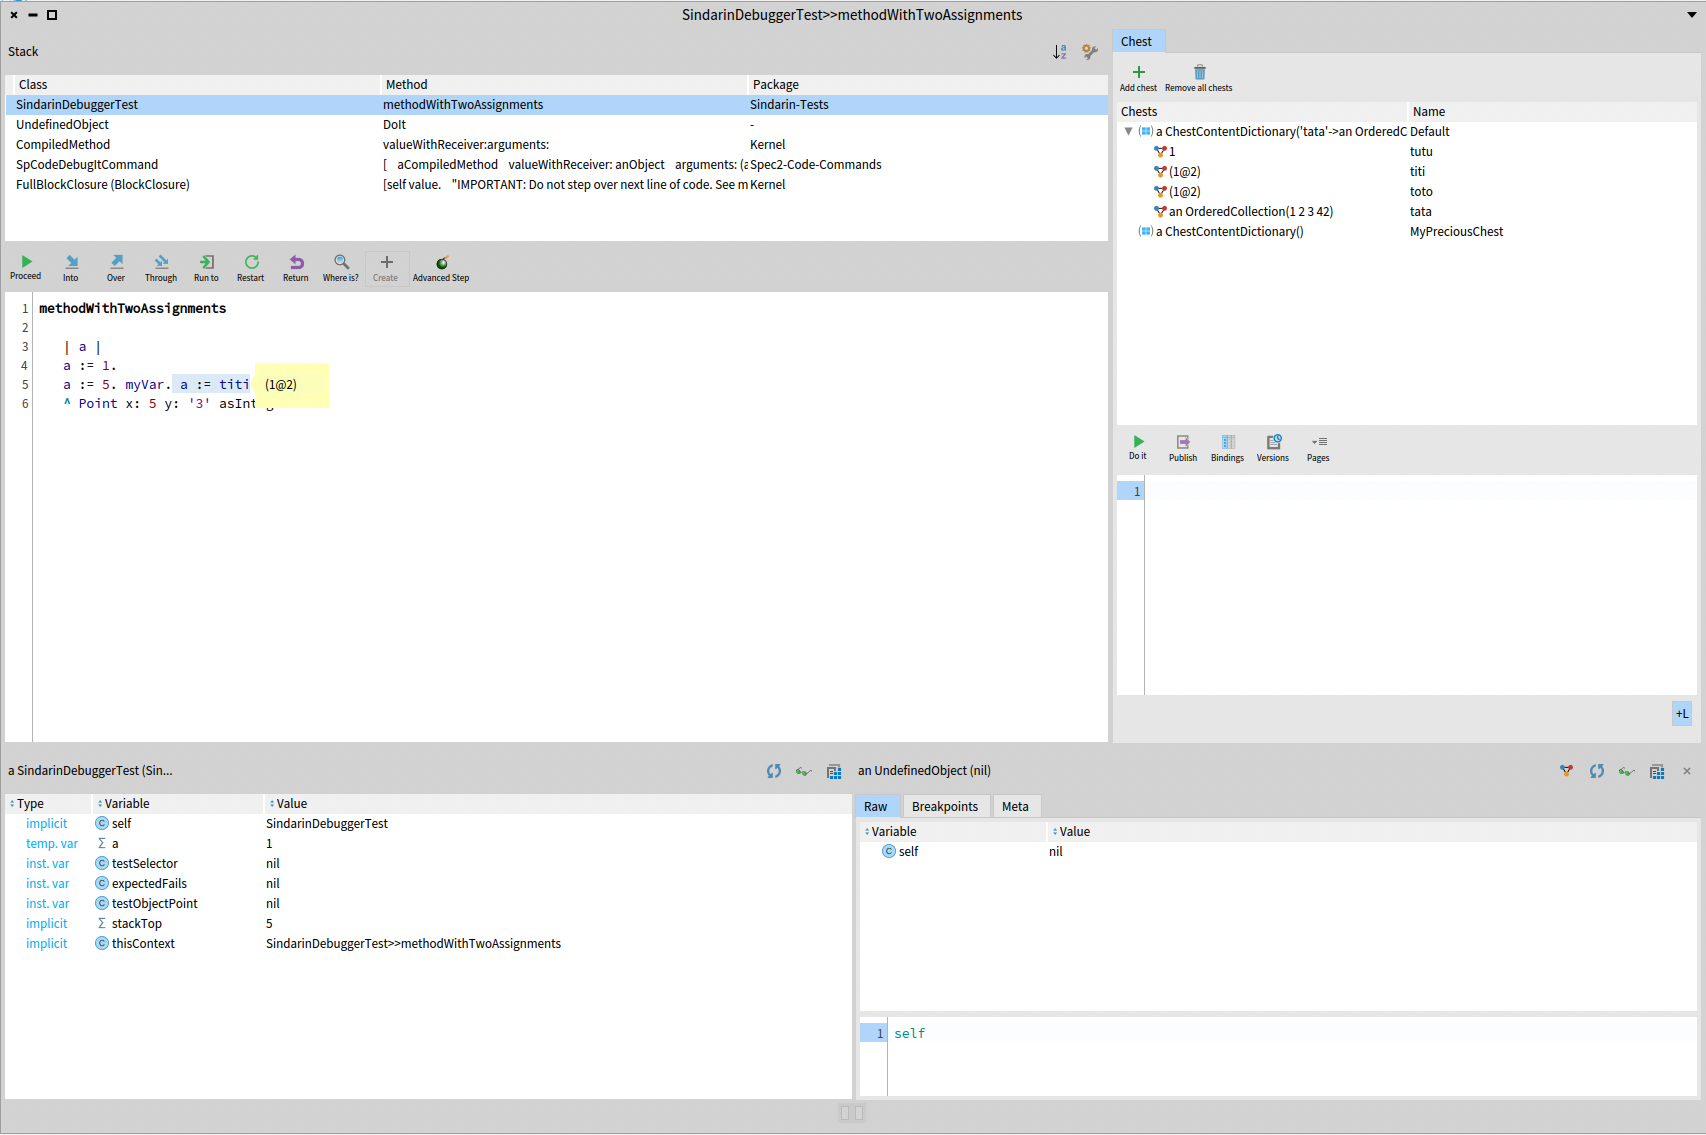 SindarinDebuggerTest>>methodWithTwoAssignments
Stack
Class Method Package
SindarinDebuggerTest methodWithTwoAssignments Sindarin-Tests
UndefinedObject DoIt -
CompiledMethod valueWithReceiver:arguments: Kernel
SpCodeDebugItCommand [ aCompiledMethod valueWithReceiver: anObject arguments: (a Spec2-Code-Commands
FullBlockClosure (BlockClosure) [self value. "IMPORTANT: Do not step over next line of code. See m Kernel
Proceed Into Over Through Run to Restart Return Where is? Create Advanced Step
1 methodWithTwoAssignments
2
3 | a |
4 a := 1.
5 a := 5. myVar. a := titi (1@2)
6 ^ Point x: 5 y: '3' asInteg
Chest
Add chest Remove all chests
Chests Name
a ChestContentDictionary('tata'->an OrderedC Default
1 tutu
(1@2) titi
(1@2) toto
an OrderedCollection(1 2 3 42) tata
a ChestContentDictionary() MyPreciousChest
Do it Publish Bindings Versions Pages
1
+L
a SindarinDebuggerTest (Sin...
Type Variable Value
implicit self SindarinDebuggerTest
temp. var a 1
inst. var testSelector nil
inst. var expectedFails nil
inst. var testObjectPoint nil
implicit stackTop 5
implicit thisContext SindarinDebuggerTest>>methodWithTwoAssignments
an UndefinedObject (nil)
Raw Breakpoints Meta
Variable Value
self nil
1 self